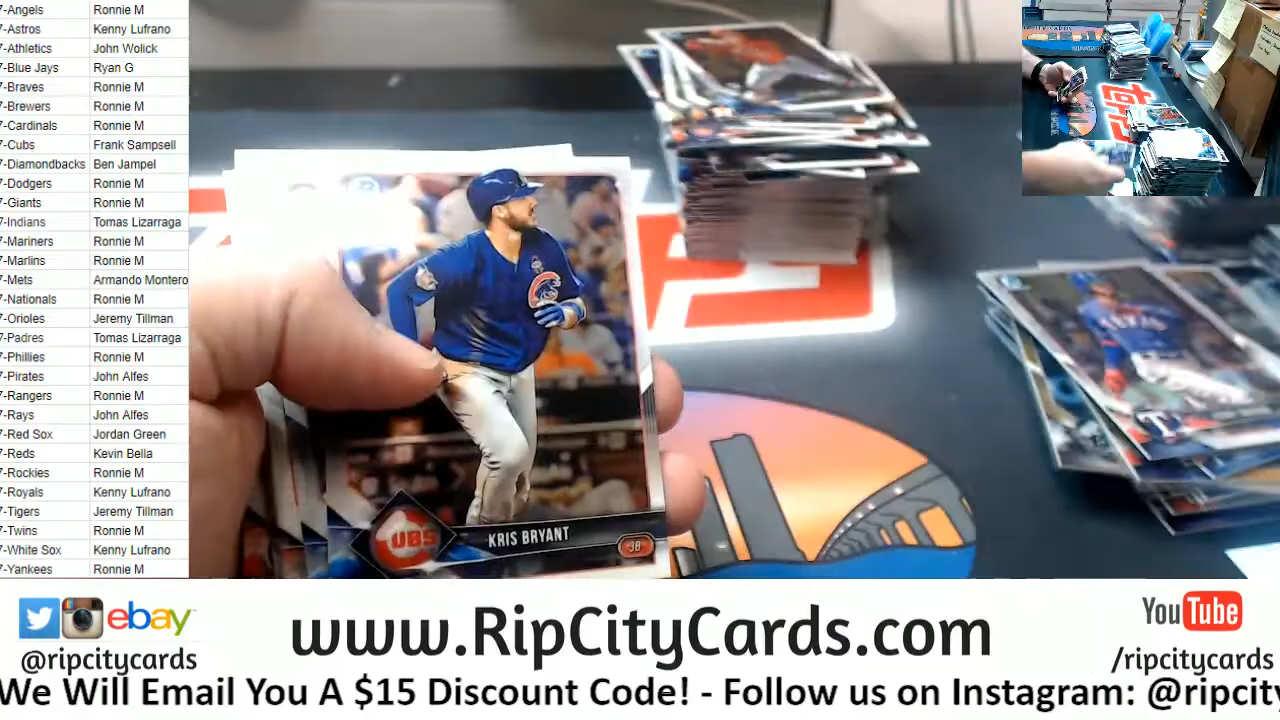 7-Angels Ronnie M
7-Astros Kenny Lufrano
7-Athletics John Wolick
7-Blue Jays Ryan G
7-Braves Ronnie M
7-Brewers Ronnie M
7-Cardinals Ronnie M
7-Cubs Frank Sampsell
7-Diamondbacks Ben Jampel
7-Dodgers Ronnie M
7-Giants Ronnie M
7-Indians Tomas Lizarraga
7-Mariners Ronnie M
7-Marlins Ronnie M
7-Mets Armando Montero
7-Nationals Ronnie M
7-Orioles Jeremy Tillman
7-Padres Tomas Lizarraga
7-Phillies Ronnie M
7-Pirates John Alfes
7-Rangers Ronnie M
7-Rays John Alfes
7-Red Sox Jordan Green
7-Reds Kevin Bella
7-Rockies Ronnie M
7-Royals Kenny Lufrano
7-Tigers Jeremy Tillman
7-Twins Ronnie M
7-White Sox Kenny Lufrano
7-Yankees Ronnie M
CUBS
KRIS BRYANT
3B
ebay
@ripcitycards
www.RipCityCards.com
YouTube
/ripcitycards
We Will Email You A $15 Discount Code! - Follow us on Instagram: @ripcity